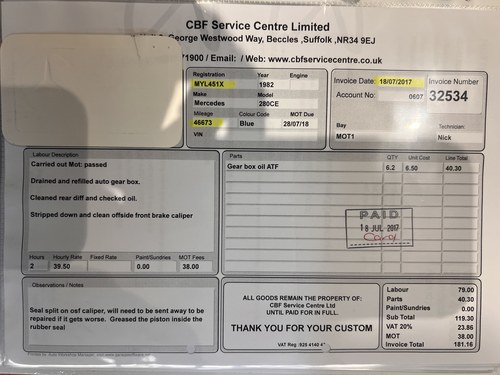 CBF Service Centre Limited
George Westwood Way, Beccles ,Suffolk ,NR34 9EJ
1900 / Email: / Web: www.cbfservicecentre.co.uk
Registration Year Engine
MYL451X 1982
Make Model
Mercedes 280CE
Mileage Colour Code MOT Due
46673 Blue 28/07/18
VIN
Invoice Date: 18/07/2017 Invoice Number
Account No: 0607 32534
Bay Technician:
MOT1 Nick
Labour Description
Carried out Mot: passed
Drained and refilled auto gear box.
Cleaned rear diff and checked oil.
Stripped down and clean offside front brake caliper
Hours Hourly Rate Fixed Rate Paint/Sundries MOT Fees
2 39.50 0.00 38.00
Parts QTY Unit Cost Line Total
Gear box oil ATF 6.2 6.50 40.30
PAID
18 JUL 2017
Observations / Notes
Seal split on osf caliper, will need to be sent away to be
repaired if it gets worse. Greased the piston inside the
rubber seal
ALL GOODS REMAIN THE PROPERTY OF:
CBF Service Centre Ltd
UNTIL PAID FOR IN FULL.
THANK YOU FOR YOUR CUSTOM
VAT Reg .928 4140 4
Labour 79.00
Parts 40.30
Paint/Sundries 0.00
Sub Total 119.30
VAT 20% 23.86
MOT 38.00
Invoice Total 181.16